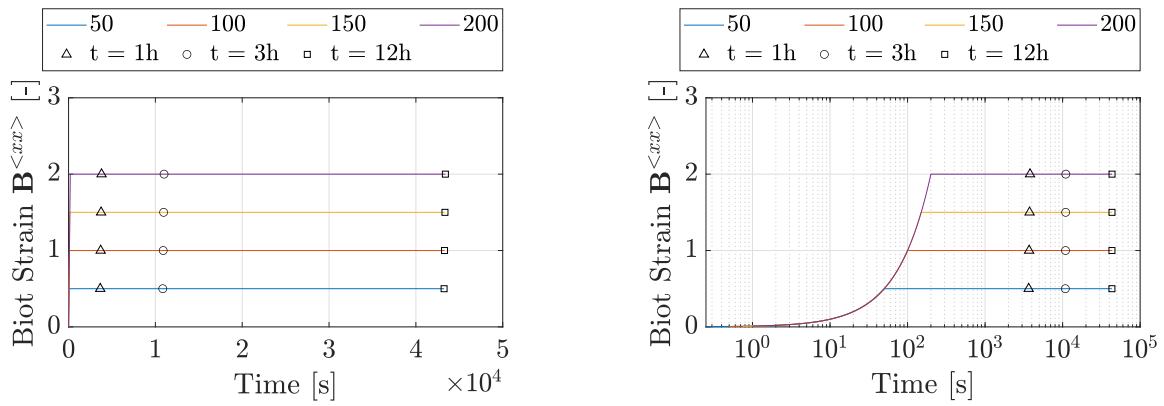 50 100 150 200
t = 1h t = 3h t = 12h
Biot Strain B^<xx> [-]
3
2
1
0
0 1 2 3 4 5
Time [s] ×10^4
50 100 150 200
t = 1h t = 3h t = 12h
Biot Strain B^<xx> [-]
3
2
1
0
10^0 10^1 10^2 10^3 10^4 10^5
Time [s]